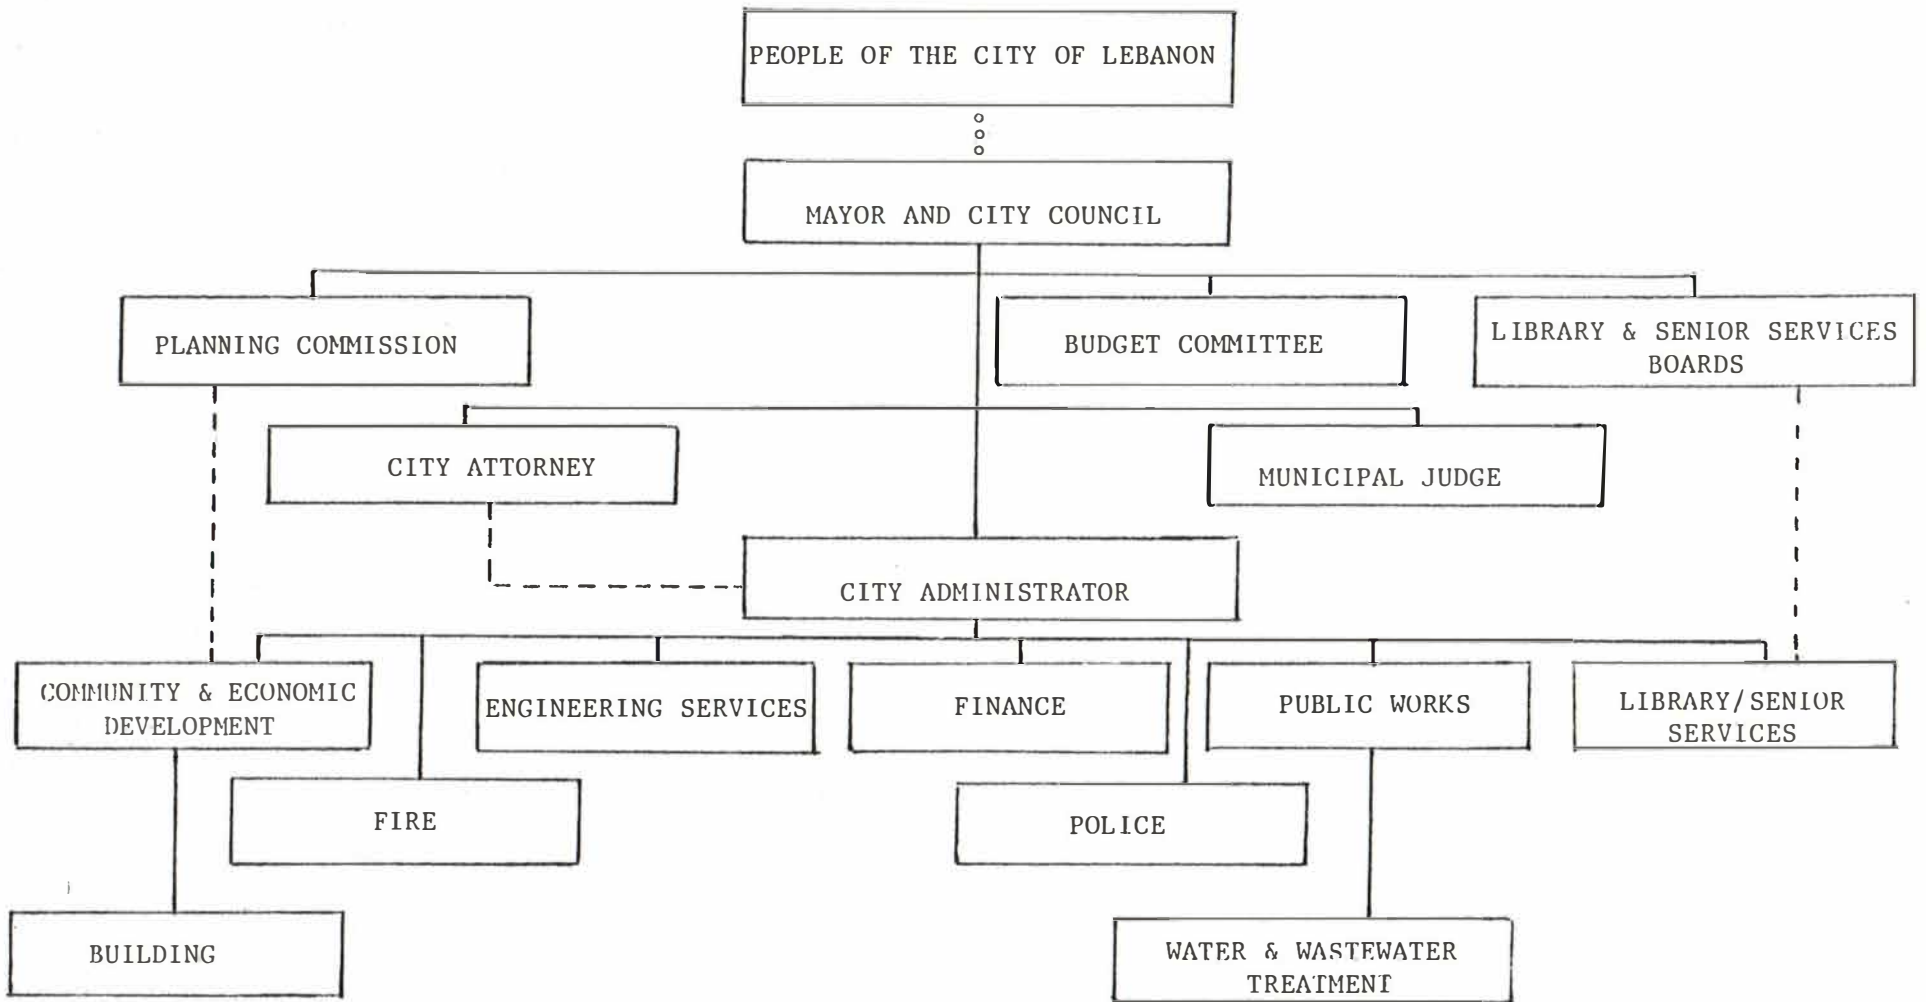 PEOPLE OF THE CITY OF LEBANON
MAYOR AND CITY COUNCIL
PLANNING COMMISSION
BUDGET COMMITTEE
LIBRARY & SENIOR SERVICES
BOARDS
CITY ATTORNEY
MUNICIPAL JUDGE
CITY ADMINISTRATOR
COMMUNITY & ECONOMIC
DEVELOPMENT
ENGINEERING SERVICES
FINANCE
PUBLIC WORKS
LIBRARY/SENIOR
SERVICES
FIRE
POLICE
BUILDING
WATER & WASTEWATER
TREATMENT